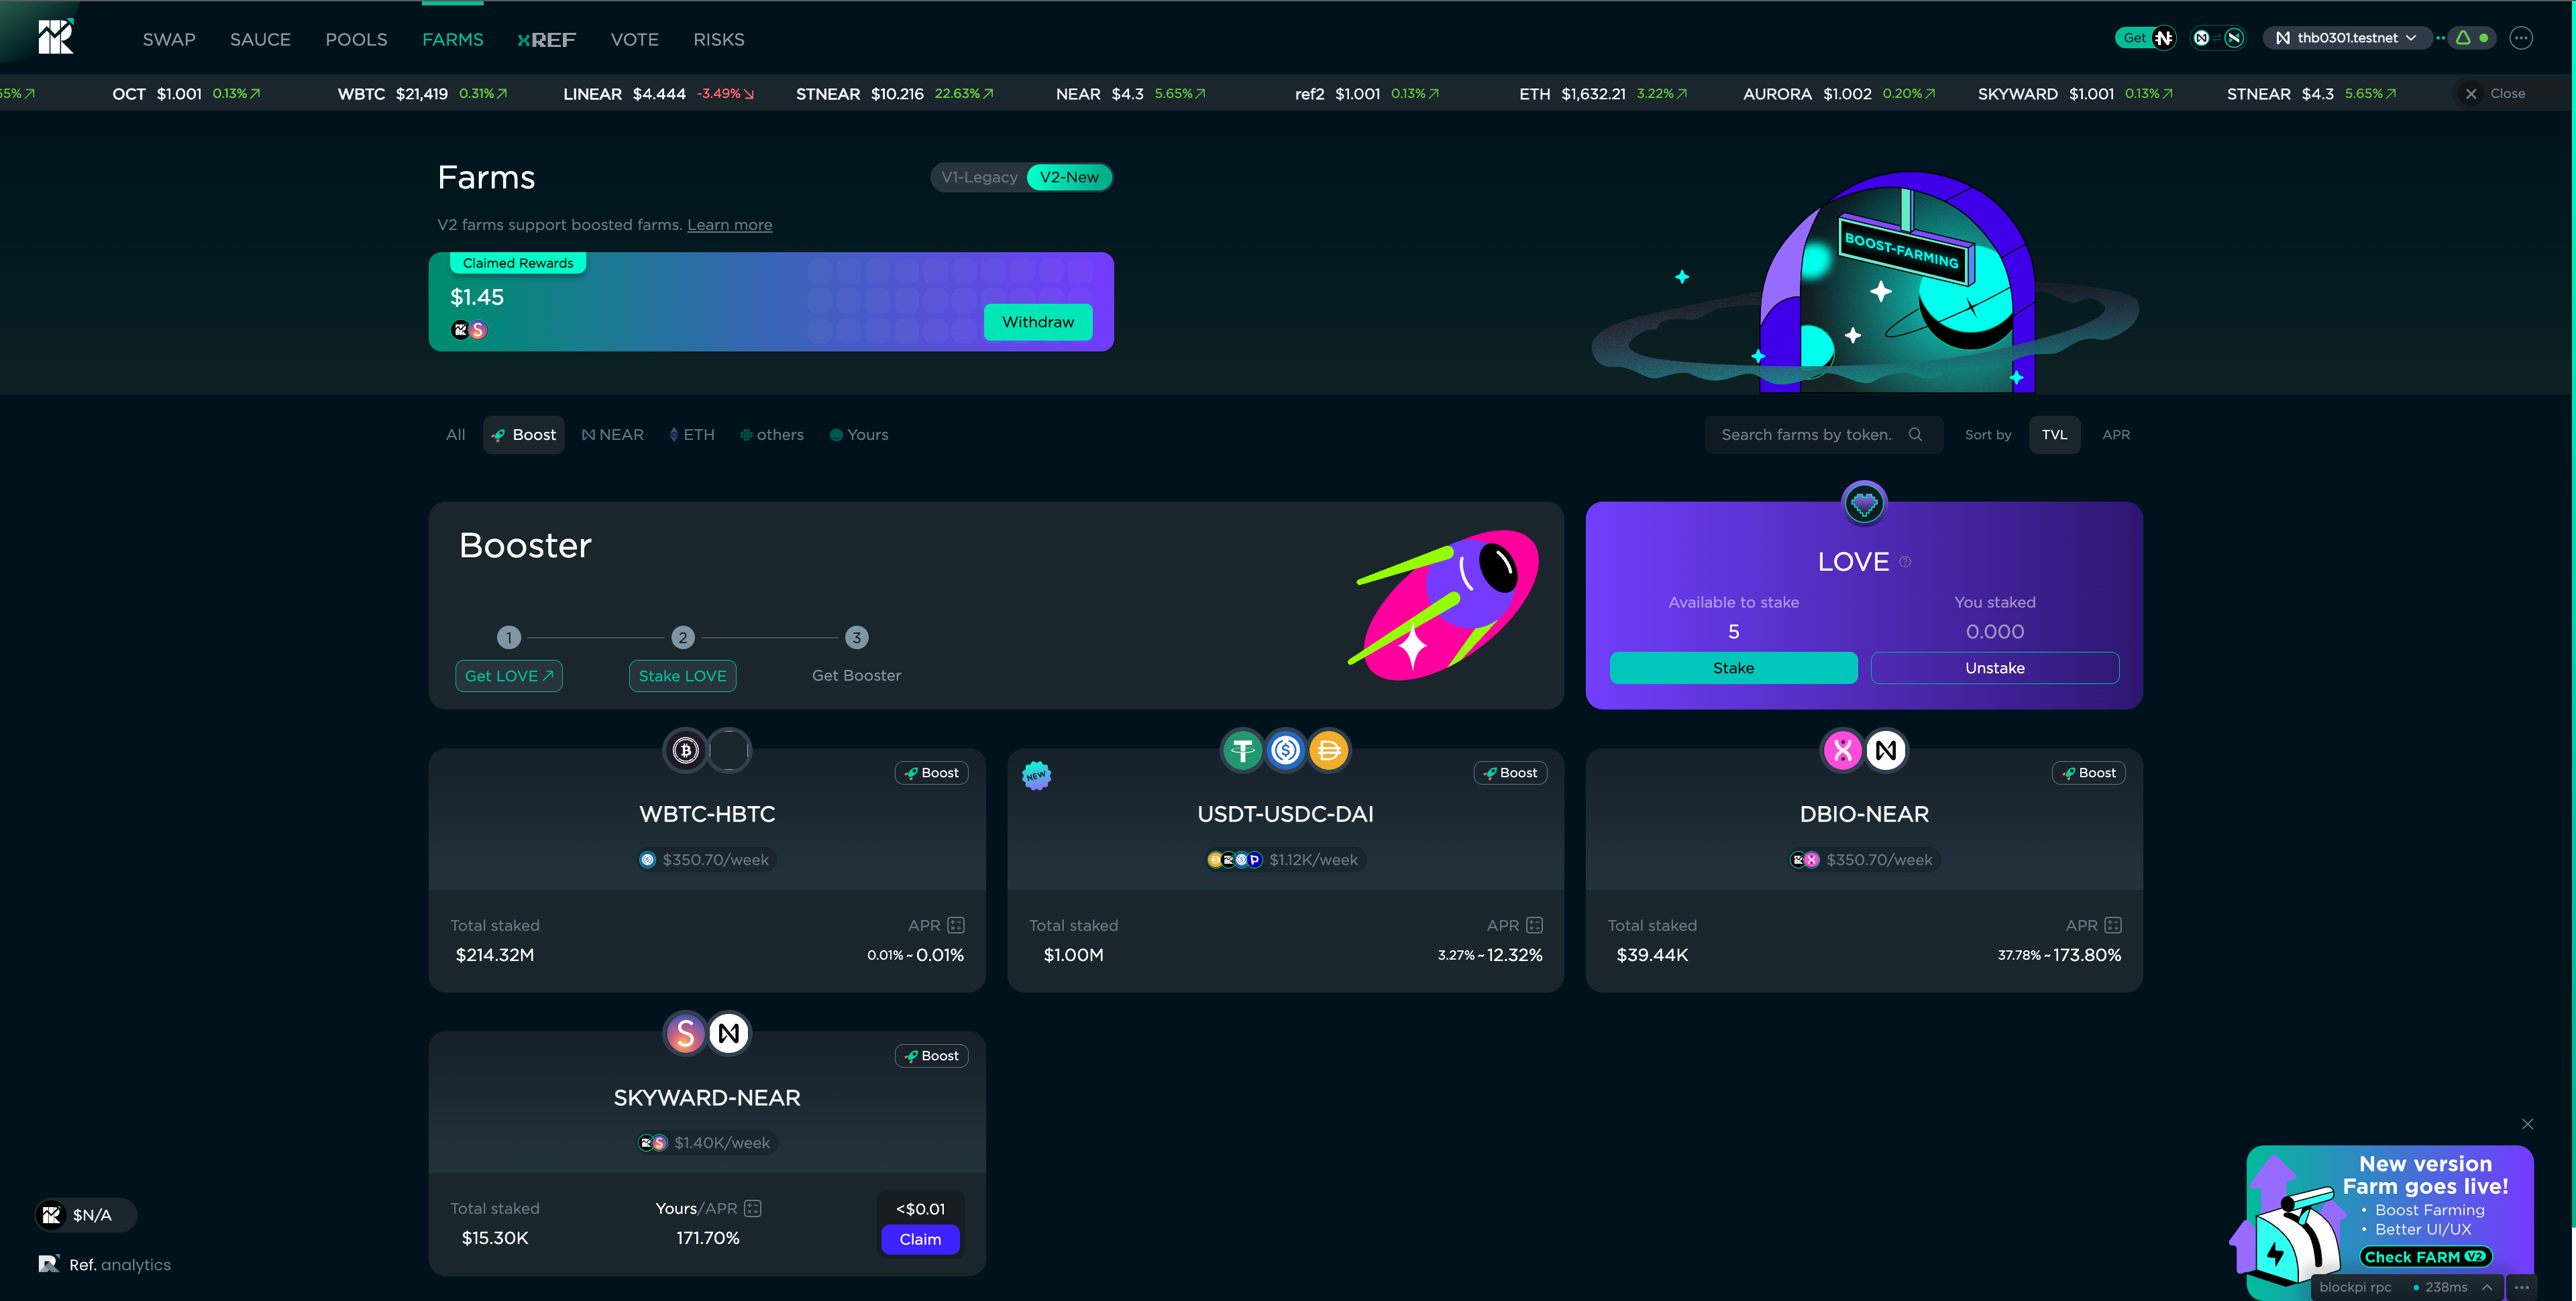 SWAP SAUCE POOLS FARMS xREF VOTE RISKS Get thb0301.testnet
65% OCT $1.001 0.13% WBTC $21,419 0.31% LINEAR $4.444 -3.49% STNEAR $10.216 22.63% NEAR $4.3 5.65% ref2 $1.001 0.13% ETH $1,632.21 3.22% AURORA $1.002 0.20% SKYWARD $1.001 0.13% STNEAR $4.3 5.65% Close
Farms V1-Legacy V2-New
V2 farms support boosted farms. Learn more
Claimed Rewards
$1.45
Withdraw
BOOST-FARMING
All Boost NEAR ETH others Yours Search farms by token. Sort by TVL APR
Booster
1 2 3
Get LOVE Stake LOVE Get Booster
LOVE
Available to stake You staked
5 0.000
Stake Unstake
Boost
WBTC-HBTC
$350.70/week
Total staked APR
$214.32M 0.01% ~ 0.01%
NEW Boost
USDT-USDC-DAI
$1.12K/week
Total staked APR
$1.00M 3.27% ~ 12.32%
Boost
DBIO-NEAR
$350.70/week
Total staked APR
$39.44K 37.78% ~ 173.80%
Boost
SKYWARD-NEAR
$1.40K/week
Total staked Yours/APR <$0.01
$15.30K 171.70% Claim
$N/A
Ref. analytics
New version
Farm goes live!
• Boost Farming
• Better UI/UX
Check FARM V2
blockpi rpc • 238ms